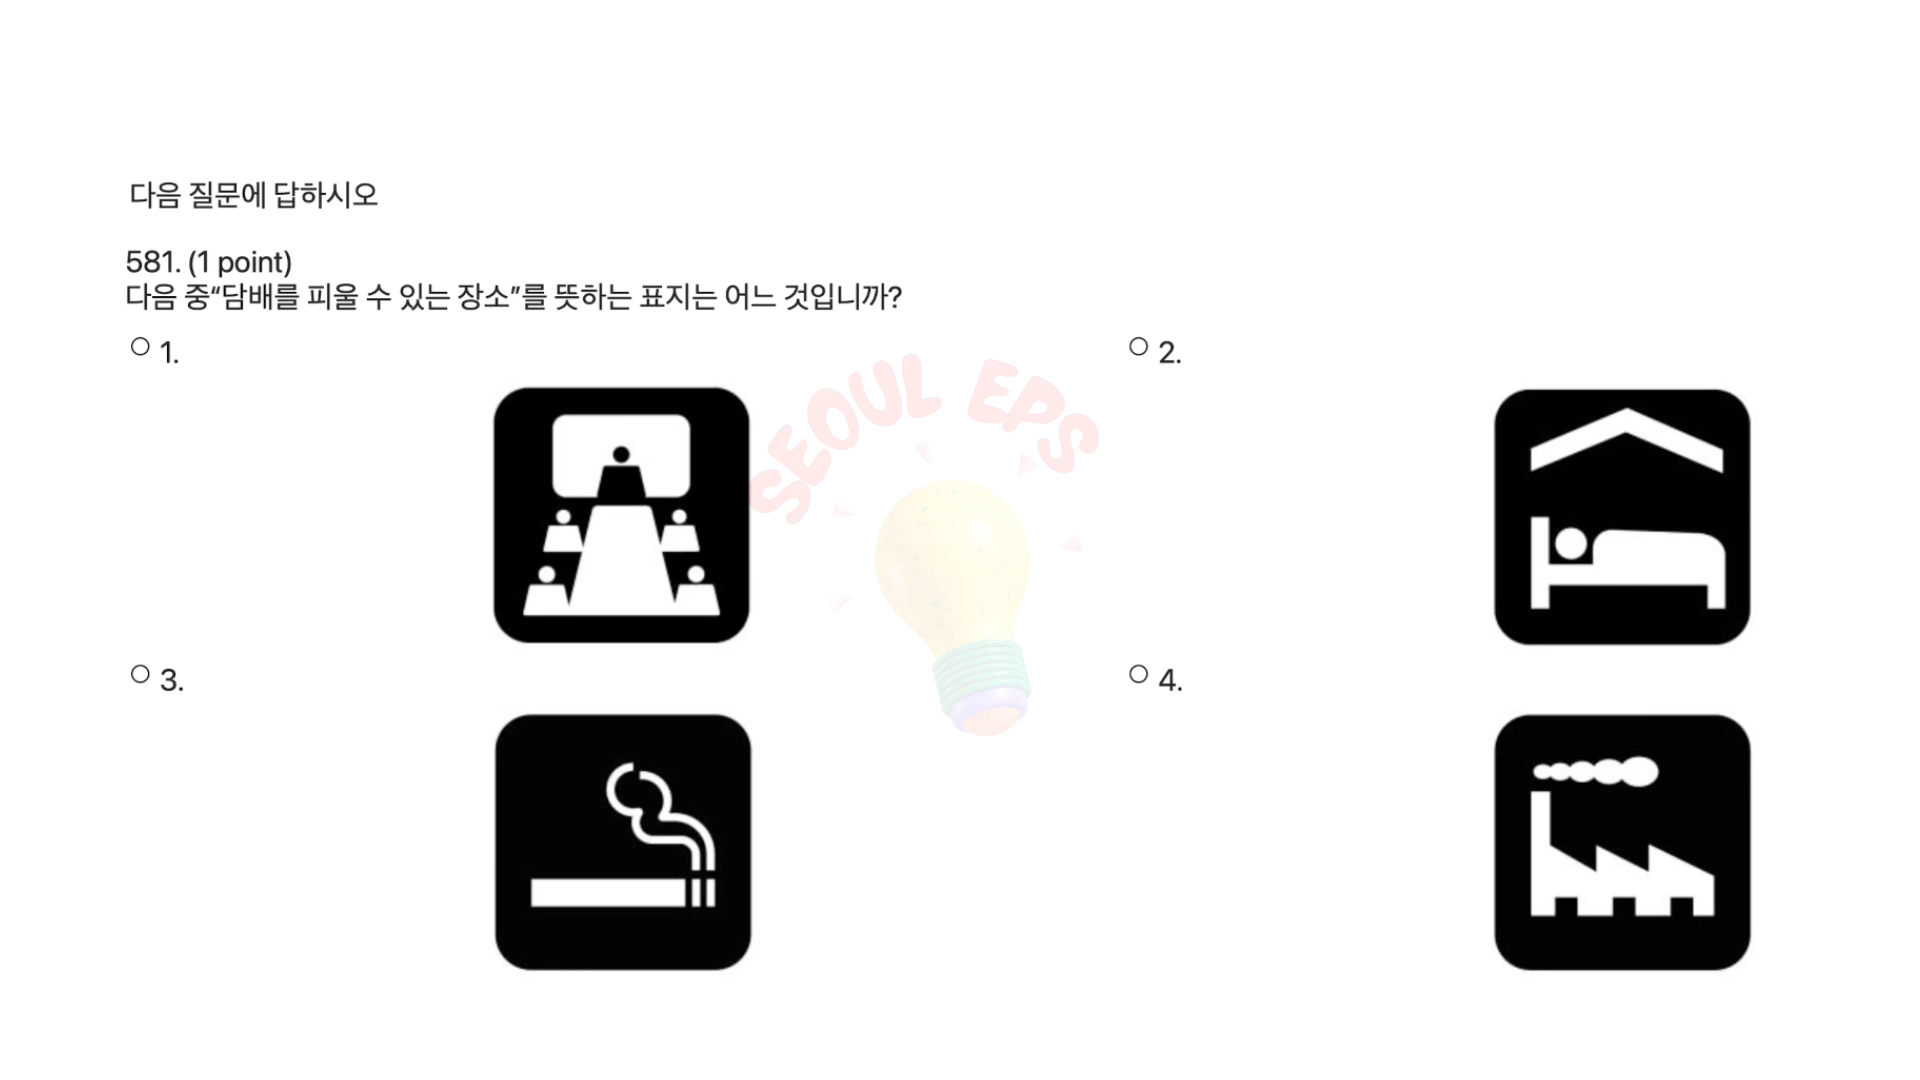 다음 질문에 답하시오
581. (1 point)
다음 중“담배를 피울 수 있는 장소”를 뜻하는 표지는 어느 것입니까?
1.
2.
SEOUL EPS
3.
4.